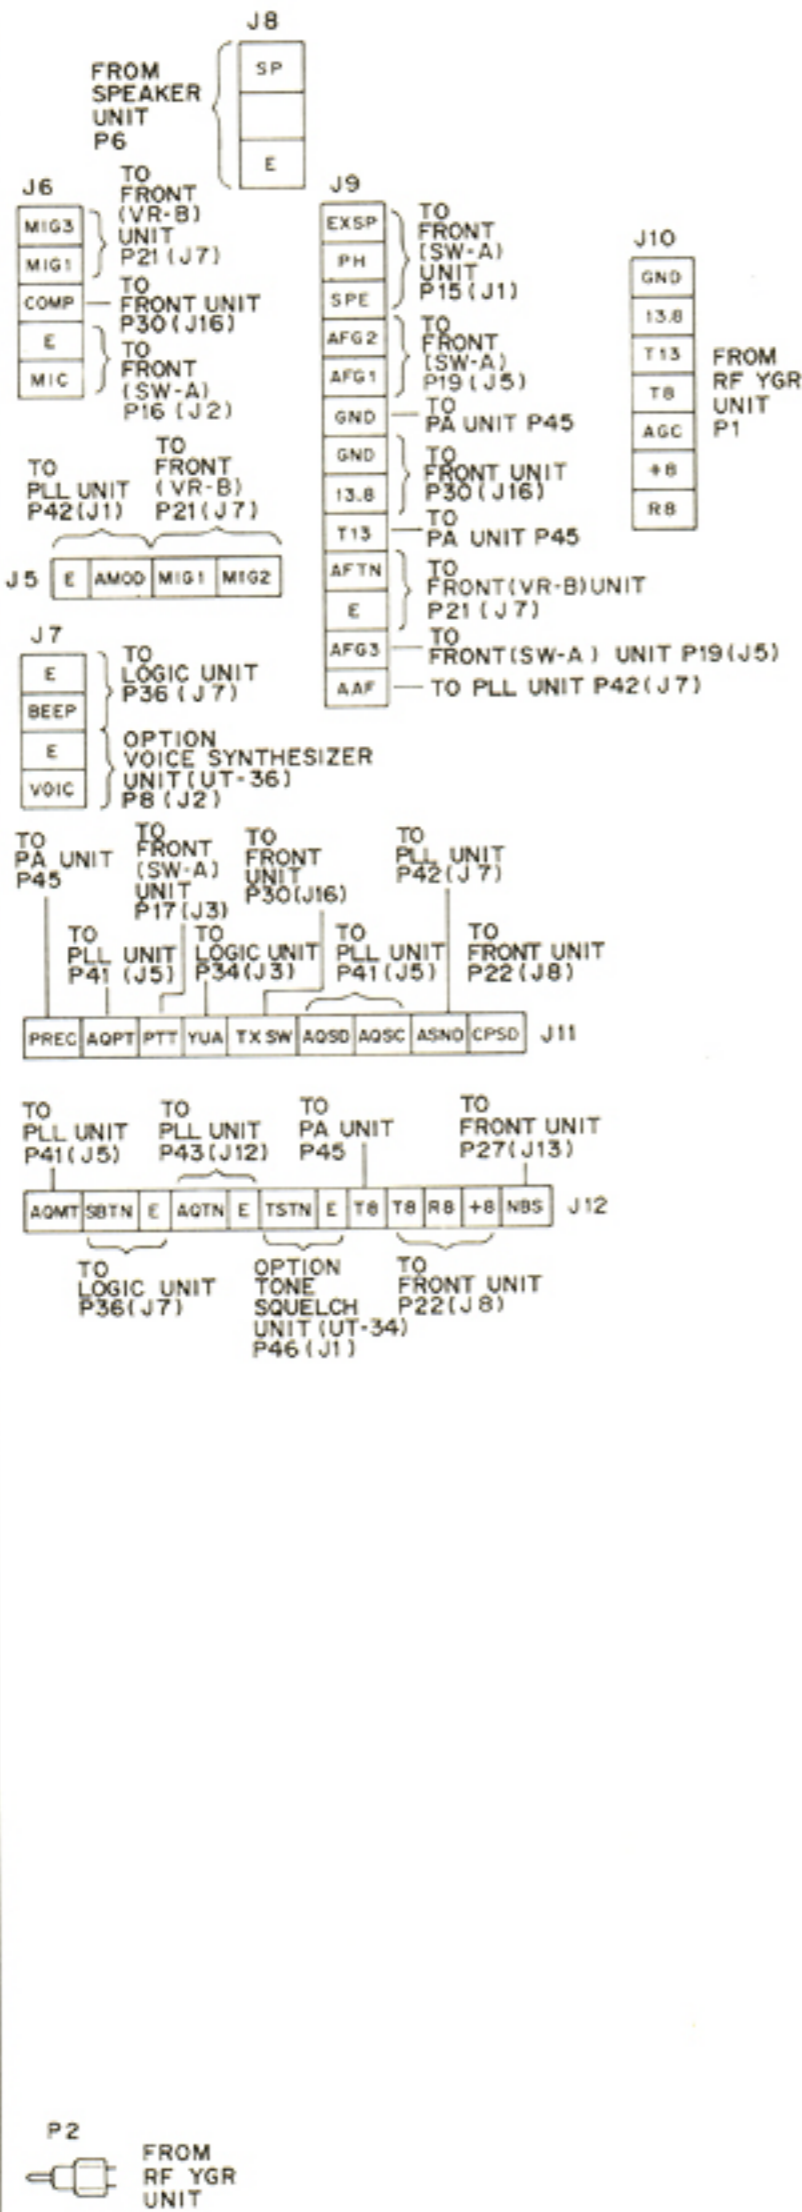 J8
FROM
SPEAKER
UNIT
P6
SP
E
J6
MIG3
MIG1
COMP
E
MIC
TO
FRONT
(VR-B)
UNIT
P21(J7)
TO
FRONT UNIT
P30(J16)
TO
FRONT
(SW-A)
P16 (J2)
J9
EXSP
PH
SPE
AFG2
AFG1
GND
GND
13.8
T13
AFTN
E
AFG3
AAF
TO
FRONT
(SW-A)
UNIT
P15(J1)
TO
FRONT
(SW-A)
P19(J5)
TO
PA UNIT P45
TO
FRONT UNIT
P30(J16)
TO
PA UNIT P45
TO
FRONT(VR-B)UNIT
P21(J7)
TO
FRONT(SW-A) UNIT P19(J5)
TO PLL UNIT P42(J7)
J10
GND
13.8
T13
T8
AGC
+8
R8
FROM
RF YGR
UNIT
P1
TO
PLL UNIT
P42(J1)
TO
FRONT
(VR-B)
P21(J7)
J5 E AMOD MIG1 MIG2
J7
E
BEEP
E
VOIC
TO
LOGIC UNIT
P36(J7)
OPTION
VOICE SYNTHESIZER
UNIT(UT-36)
P8(J2)
TO
PA UNIT
P45
TO
FRONT
(SW-A)
UNIT
P17(J3)
TO
FRONT
UNIT
P30(J16)
TO
PLL UNIT
P42(J7)
TO
PLL UNIT
P41 (J5)
TO
LOGIC UNIT
P34(J3)
TO
PLL UNIT
P41(J5)
TO
FRONT UNIT
P22(J8)
PREC AQPT PTT YUA TXSW AQSD AQSC ASNO CPSD J11
TO
PLL UNIT
P41(J5)
TO
PLL UNIT
P43(J12)
TO
PA UNIT
P45
TO
FRONT UNIT
P27(J13)
AQMT SBTN E AQTN E TSTN E T8 T8 R8 +8 NBS J12
TO
LOGIC UNIT
P36(J7)
OPTION
TONE
SQUELCH
UNIT(UT-34)
P46(J1)
TO
FRONT UNIT
P22(J8)
P2
FROM
RF YGR
UNIT